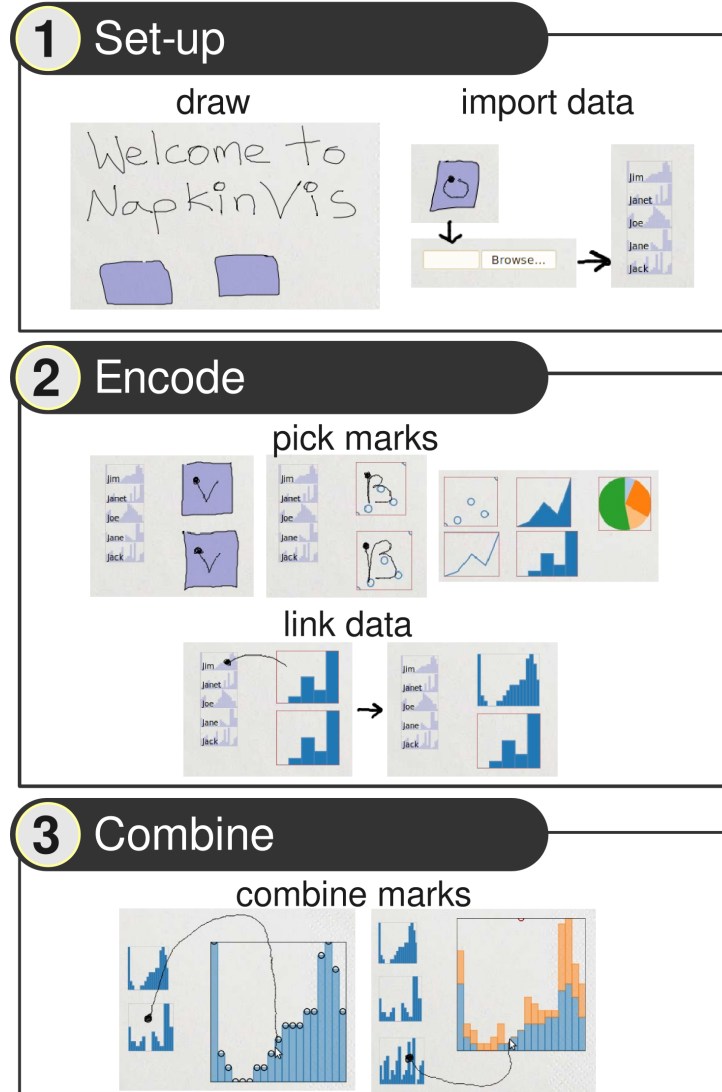 1 Set-up
draw
import data
Welcome to
NapkinVis
Browse...
Jim
Janet
Joe
Jane
Jack
2 Encode
pick marks
Jim
Janet
Joe
Jane
Jack
V
V
Jim
Janet
Joe
Jane
Jack
B
B
link data
Jim
Janet
Joe
Jane
Jack
Jim
Janet
Joe
Jane
Jack
3 Combine
combine marks